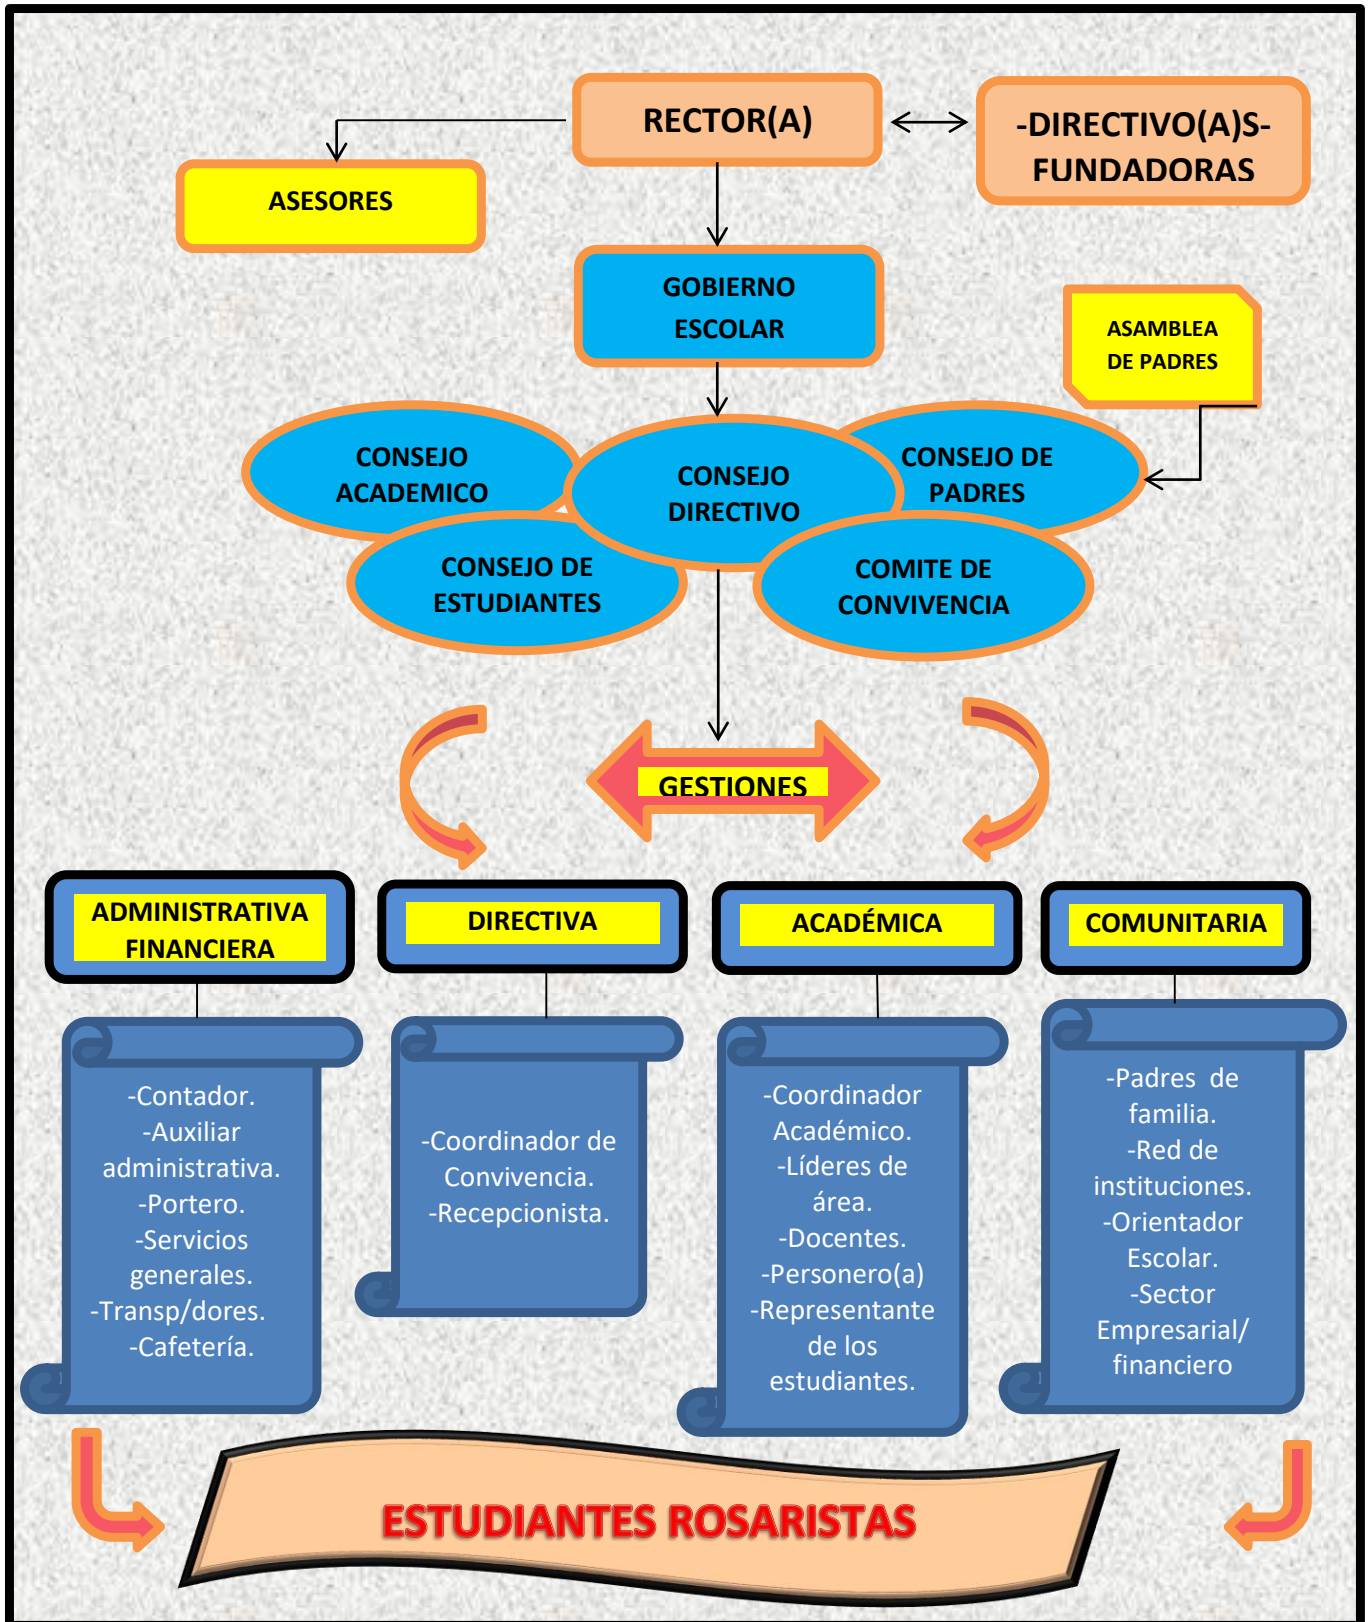 RECTOR(A)
-DIRECTIVO(A)S-
FUNDADORAS
ASESORES
GOBIERNO
ESCOLAR
ASAMBLEA
DE PADRES
CONSEJO
ACADEMICO
CONSEJO
DIRECTIVO
CONSEJO DE
PADRES
CONSEJO DE
ESTUDIANTES
COMITE DE
CONVIVENCIA
GESTIONES
ADMINISTRATIVA
FINANCIERA
DIRECTIVA
ACADÉMICA
COMUNITARIA
-Contador.
-Auxiliar
administrativa.
-Portero.
-Servicios
generales.
-Transp/dores.
-Cafetería.
-Coordinador de
Convivencia.
-Recepcionista.
-Coordinador
Académico.
-Líderes de
área.
-Docentes.
-Personero(a)
-Representante
de los
estudiantes.
-Padres de
familia.
-Red de
instituciones.
-Orientador
Escolar.
-Sector
Empresarial/
financiero
ESTUDIANTES ROSARISTAS